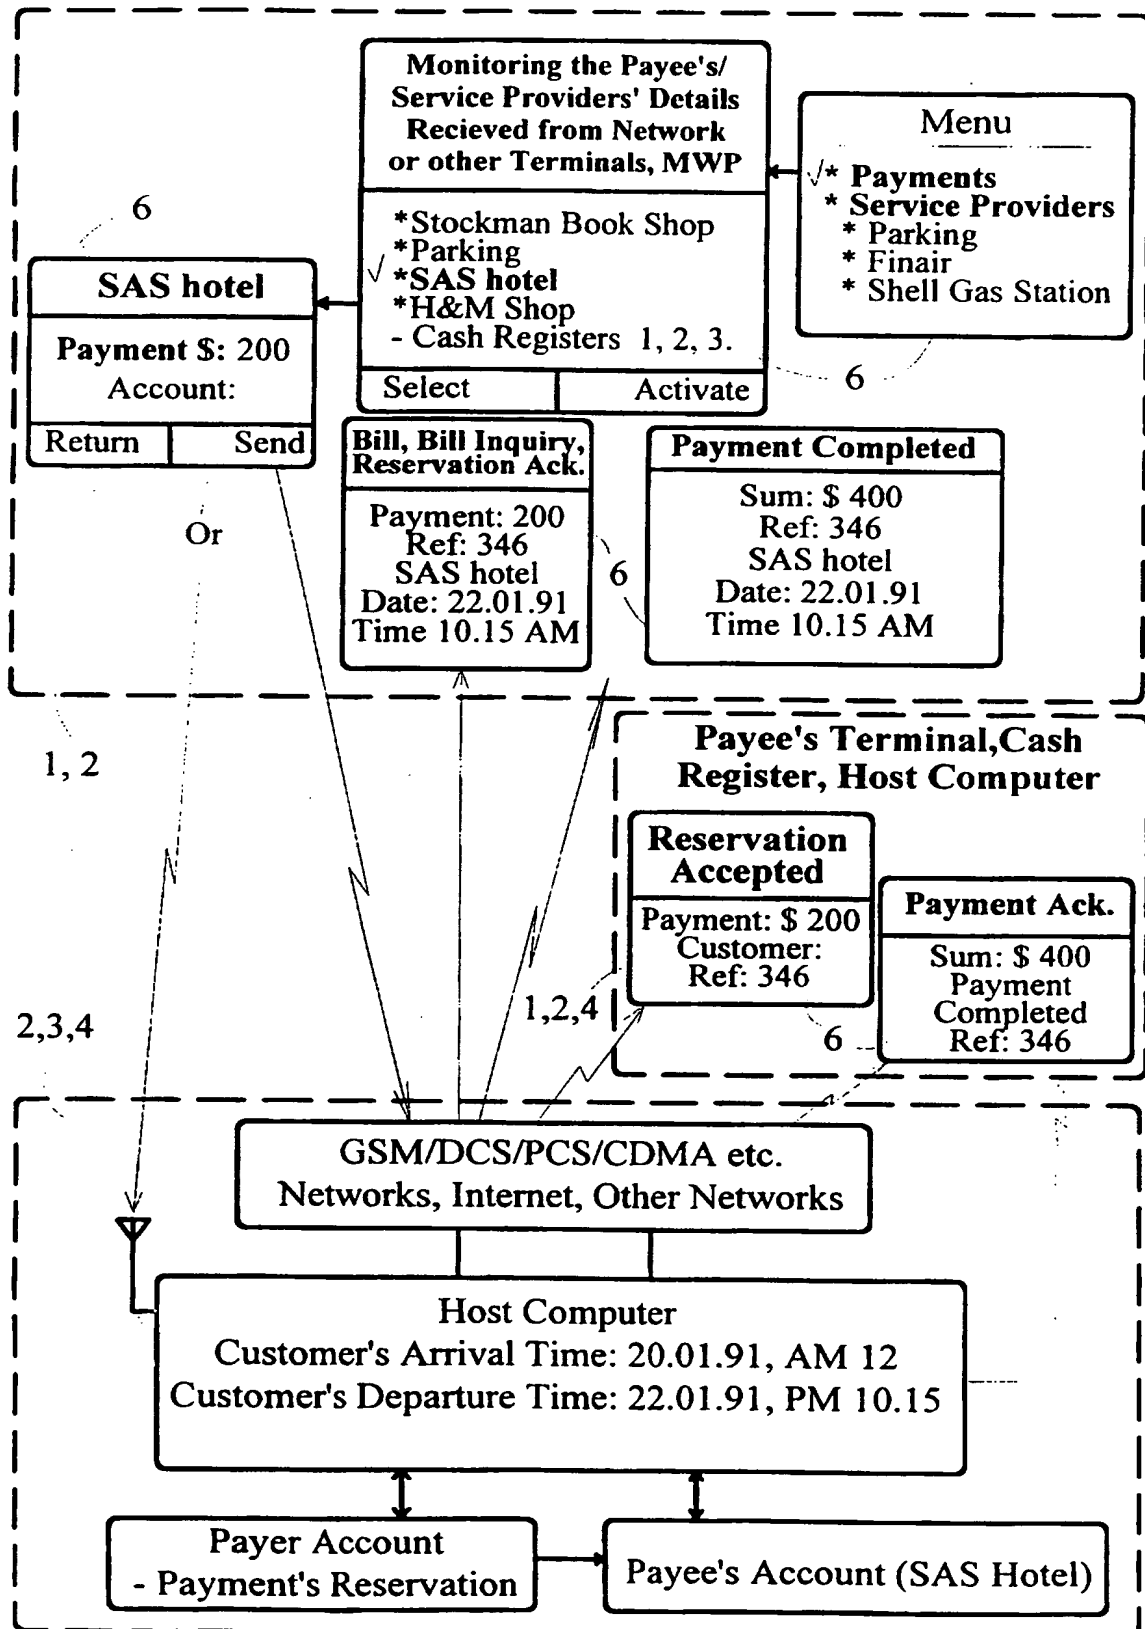 Monitoring the Payee's/
Service Providers' Details
Recieved from Network
or other Terminals, MWP
*Stockman Book Shop
*Parking
√ *SAS hotel
*H&M Shop
- Cash Registers 1, 2, 3.
Select Activate
Menu
√* Payments
* Service Providers
* Parking
* Finair
* Shell Gas Station
6
6
SAS hotel
Payment $: 200
Account:
Return Send
Or
Bill, Bill Inquiry,
Reservation Ack.
Payment: 200
Ref: 346
SAS hotel
Date: 22.01.91
Time 10.15 AM
6
Payment Completed
Sum: $ 400
Ref: 346
SAS hotel
Date: 22.01.91
Time 10.15 AM
1, 2
Payee's Terminal,Cash
Register, Host Computer
Reservation
Accepted
Payment: $ 200
Customer:
Ref: 346
Payment Ack.
Sum: $ 400
Payment
Completed
Ref: 346
1,2,4
6
2,3,4
GSM/DCS/PCS/CDMA etc.
Networks, Internet, Other Networks
Host Computer
Customer's Arrival Time: 20.01.91, AM 12
Customer's Departure Time: 22.01.91, PM 10.15
Payer Account
- Payment's Reservation
Payee's Account (SAS Hotel)